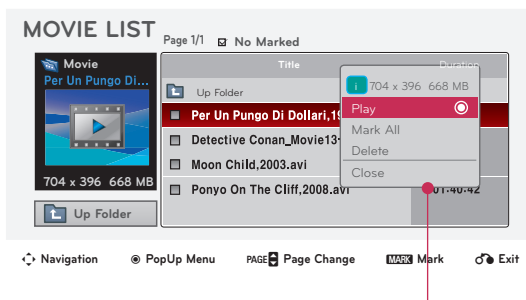 MOVIE LIST
Page 1/1 No Marked
Movie
Per Un Pungo Di...
704 x 396 668 MB
Up Folder
Title Duration
Up Folder
Per Un Pungo Di Dollari,19
Detective Conan_Movie13-
Moon Child,2003.avi
Ponyo On The Cliff,2008.avi 01:40:42
i 704 x 396 668 MB
Play
Mark All
Delete
Close
Navigation PopUp Menu PAGE Page Change MARK Mark Exit